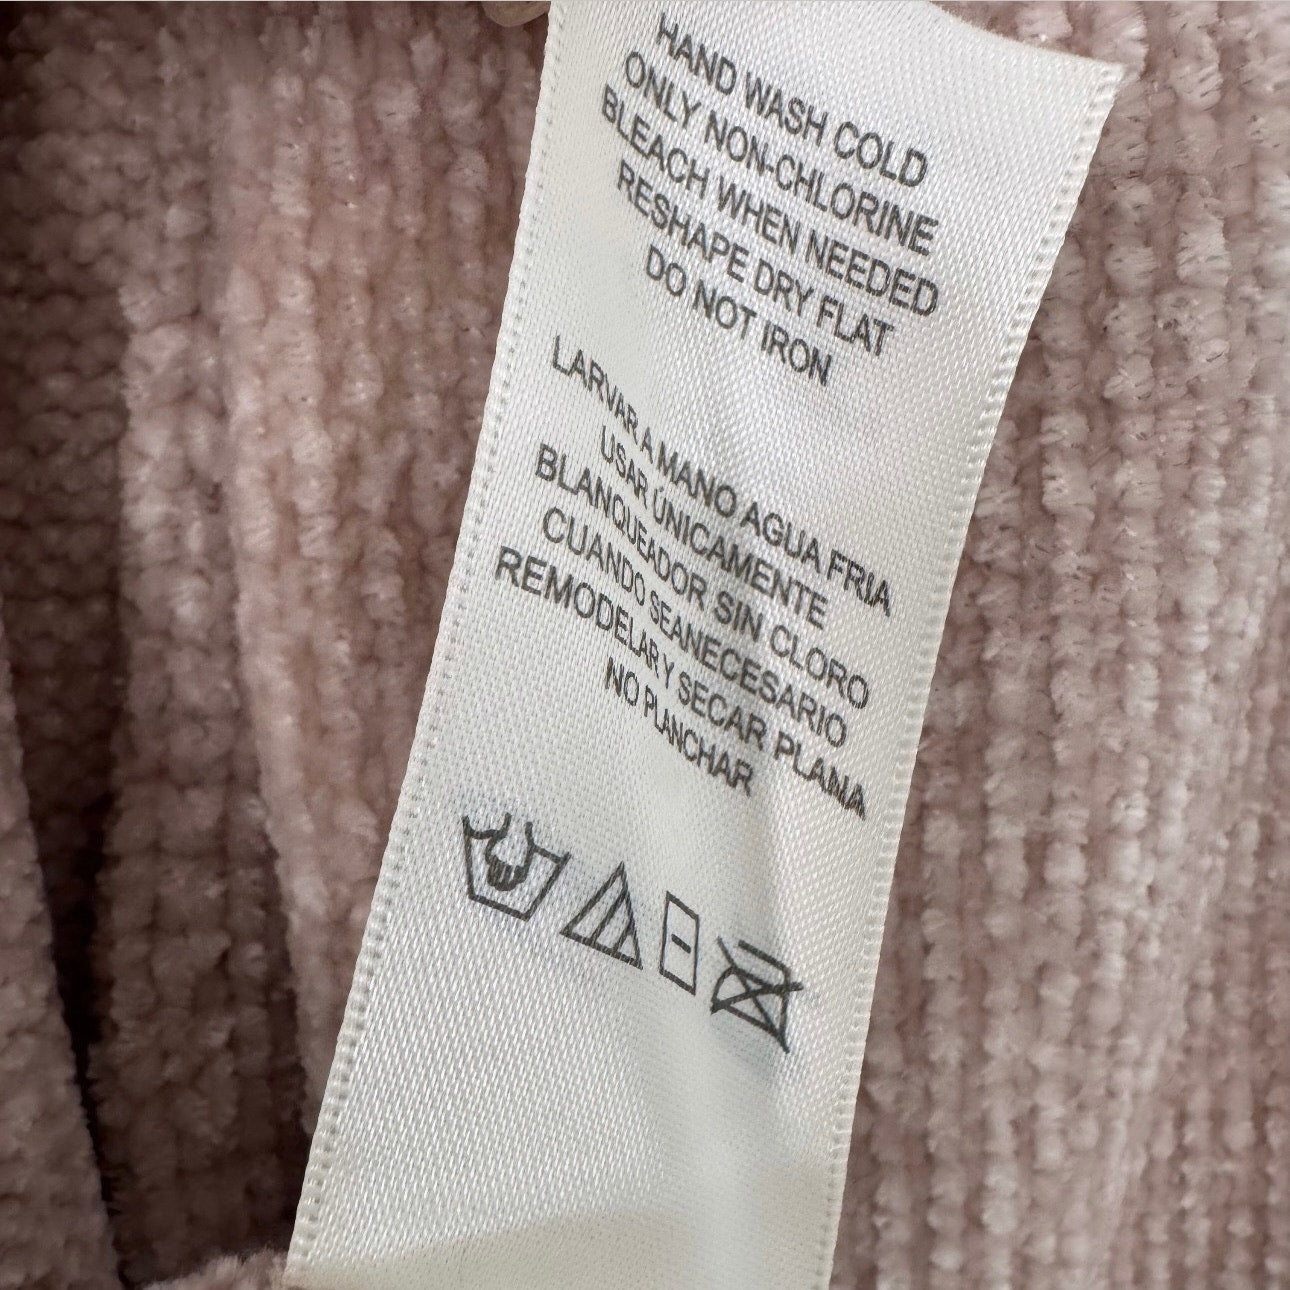 HAND WASH COLD
ONLY NON-CHLORINE
BLEACH WHEN NEEDED
RESHAPE DRY FLAT
DO NOT IRON
LARVAR A MANO AGUA FRIA
USAR ÚNICAMENTE
BLANQUEADOR SIN CLORO
CUANDO SEANECESARIO
REMODELAR Y SECAR PLANA
NO PLANCHAR